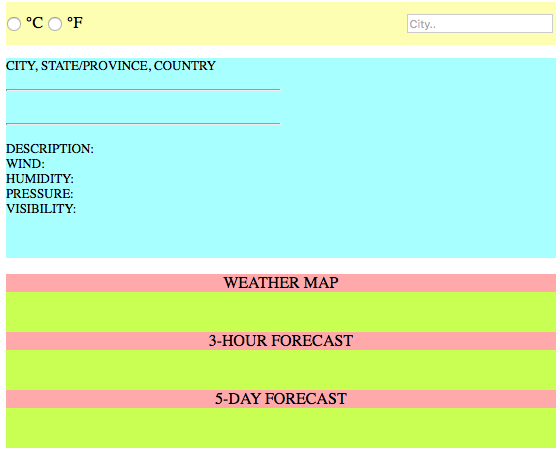 °C °F City..
CITY, STATE/PROVINCE, COUNTRY
DESCRIPTION:
WIND:
HUMIDITY:
PRESSURE:
VISIBILITY:
WEATHER MAP
3-HOUR FORECAST
5-DAY FORECAST